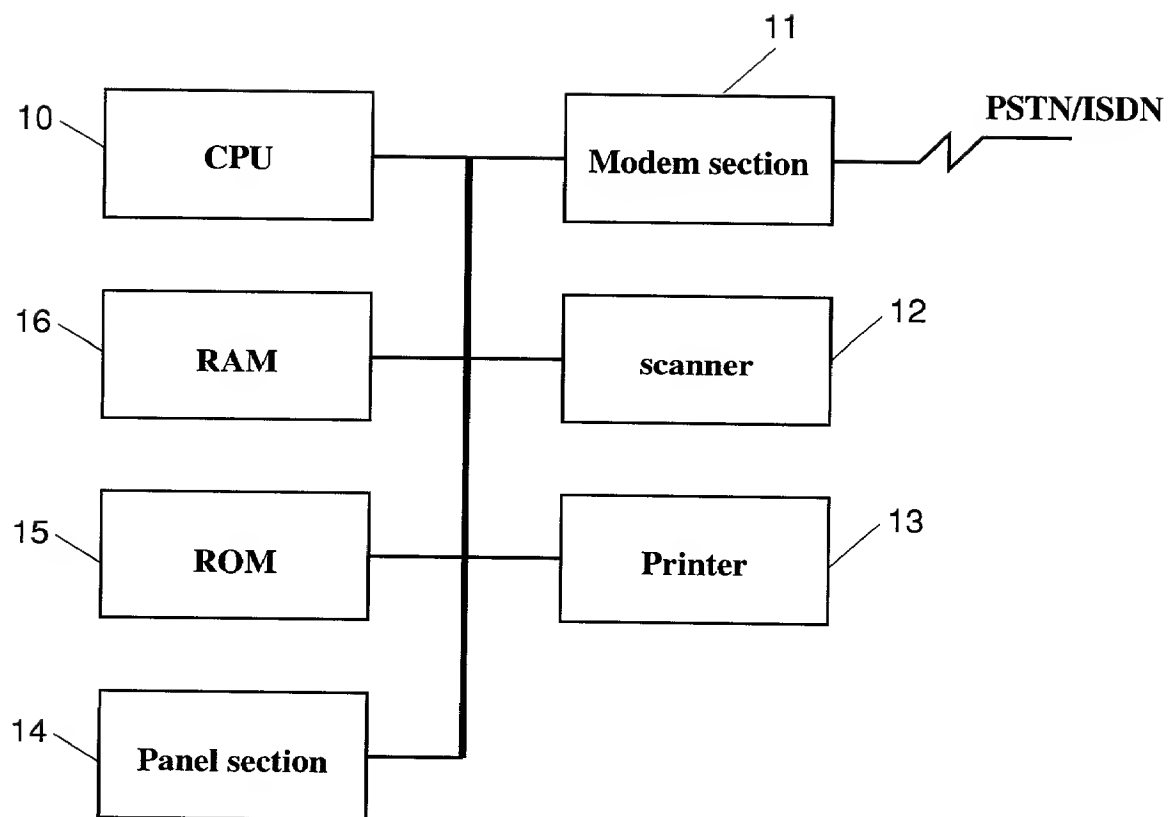 11
PSTN/ISDN
10
CPU
Modem section
16
RAM
12
scanner
15
ROM
13
Printer
14
Panel section